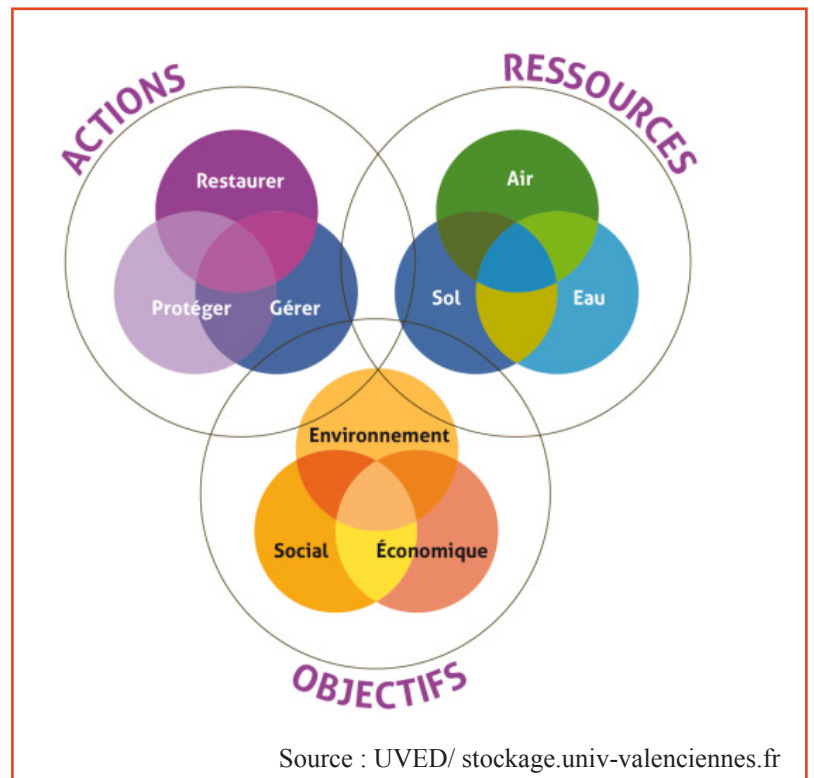 ACTIONS
RESSOURCES
Restaurer
Protéger
Gérer
Air
Sol
Eau
Environnement
Social
Économique
OBJECTIFS
Source : UVED/ stockage.univ-valenciennes.fr